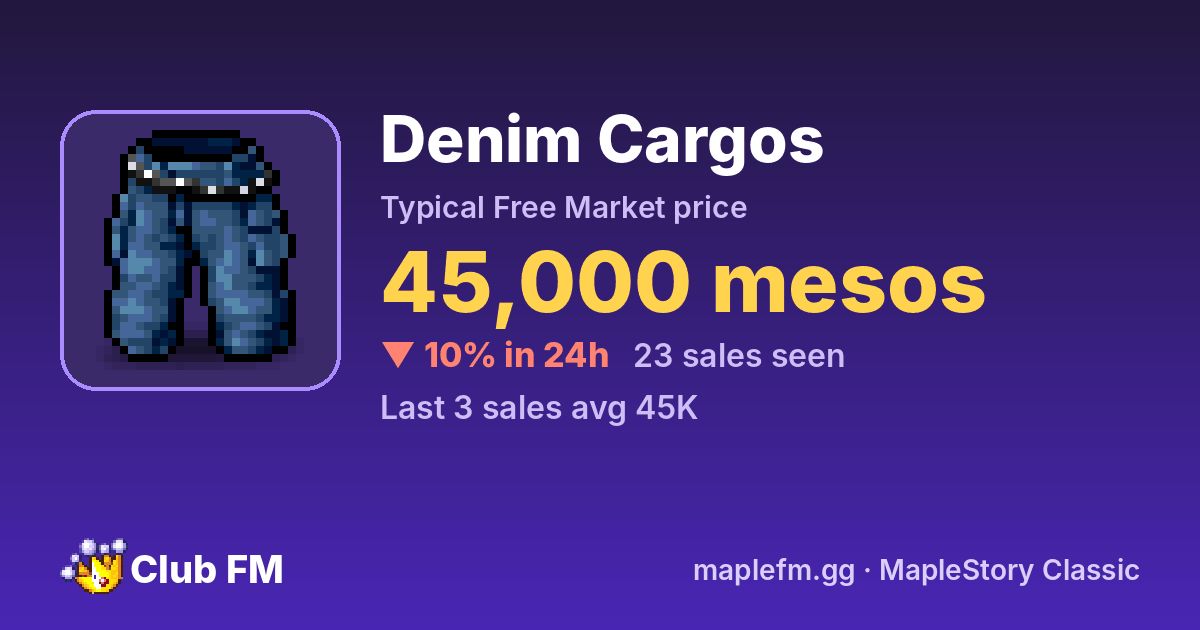 Denim Cargos
Typical Free Market price
45,000 mesos
▼ 10% in 24h 23 sales seen
Last 3 sales avg 45K
Club FM
maplefm.gg · MapleStory Classic